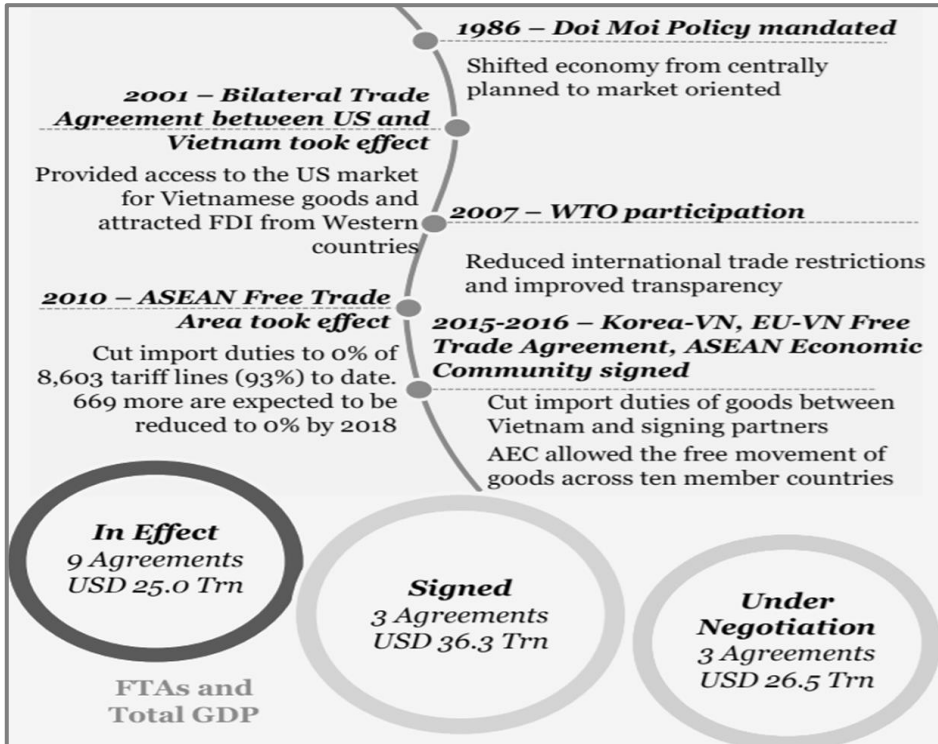 1986 – Doi Moi Policy mandated
Shifted economy from centrally
planned to market oriented
2001 – Bilateral Trade
Agreement between US and
Vietnam took effect
Provided access to the US market
for Vietnamese goods and
attracted FDI from Western
countries
2007 – WTO participation
Reduced international trade restrictions
and improved transparency
2010 – ASEAN Free Trade
Area took effect
Cut import duties to 0% of
8,603 tariff lines (93%) to date.
669 more are expected to be
reduced to 0% by 2018
2015-2016 – Korea-VN, EU-VN Free
Trade Agreement, ASEAN Economic
Community signed
Cut import duties of goods between
Vietnam and signing partners
AEC allowed the free movement of
goods across ten member countries
In Effect
9 Agreements
USD 25.0 Trn
Signed
3 Agreements
USD 36.3 Trn
Under
Negotiation
3 Agreements
USD 26.5 Trn
FTAs and
Total GDP